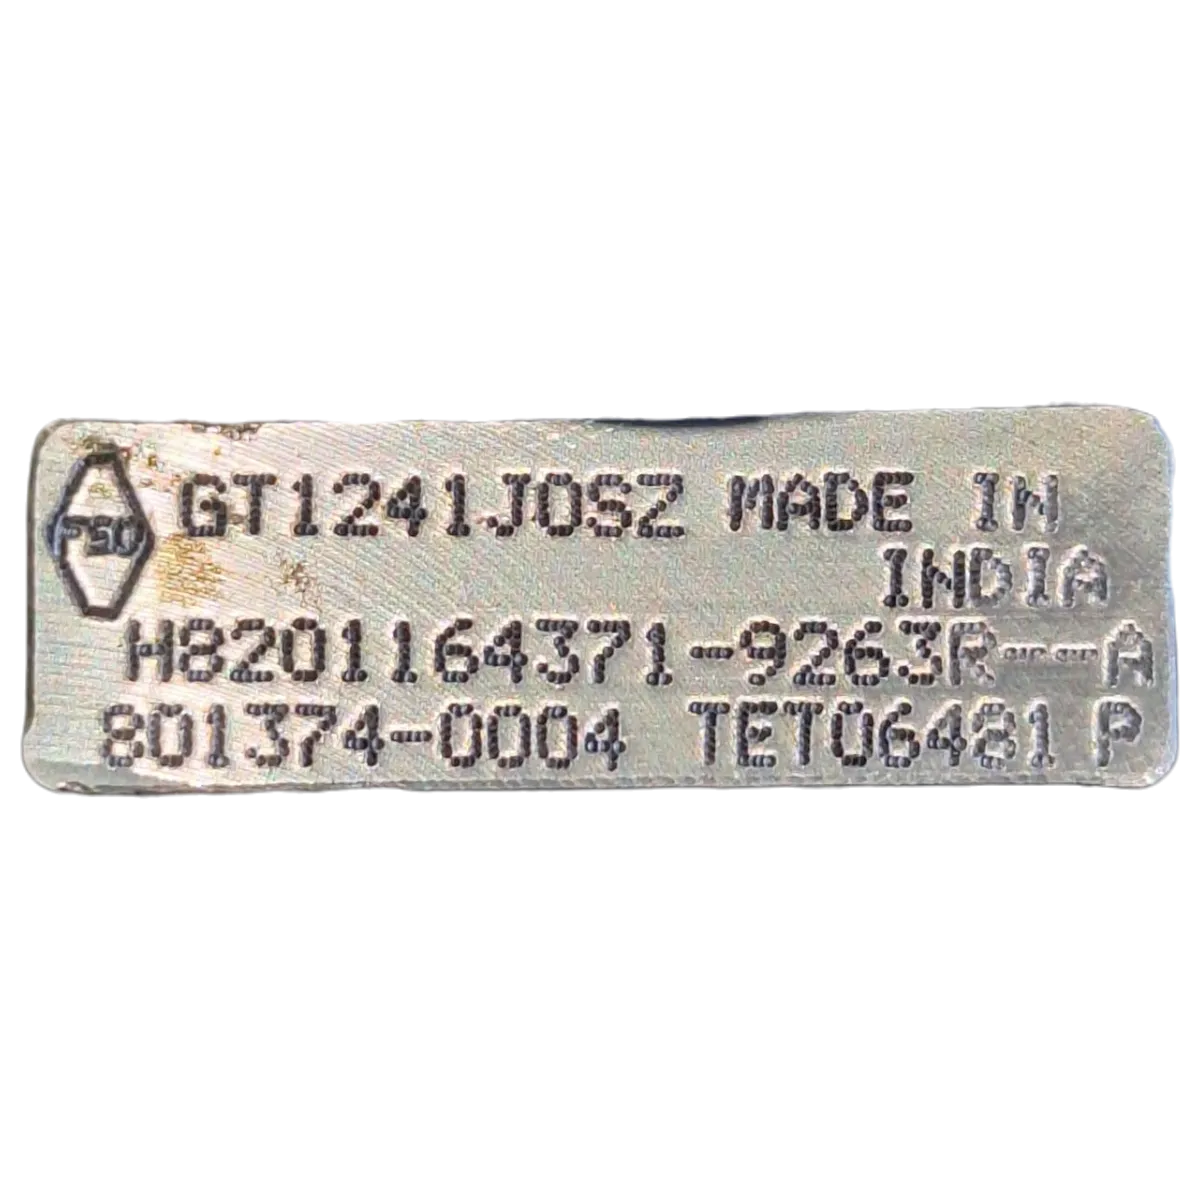 GT1241JOSZ MADE IN
INDIA
H8201164371-9263R--A
801374-0004 TET06481 P